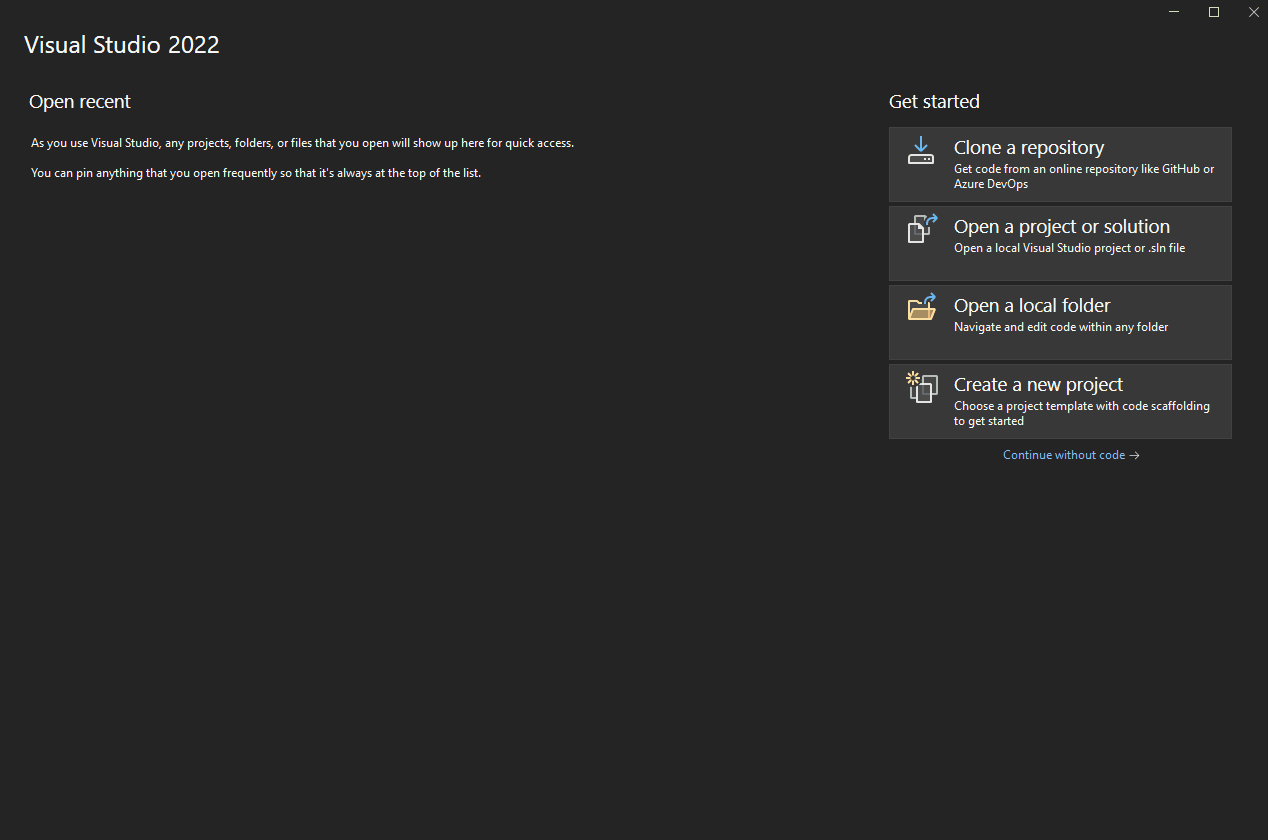 Visual Studio 2022
Open recent
As you use Visual Studio, any projects, folders, or files that you open will show up here for quick access.
You can pin anything that you open frequently so that it's always at the top of the list.
Get started
Clone a repository
Get code from an online repository like GitHub or
Azure DevOps
Open a project or solution
Open a local Visual Studio project or .sln file
Open a local folder
Navigate and edit code within any folder
Create a new project
Choose a project template with code scaffolding
to get started
Continue without code →